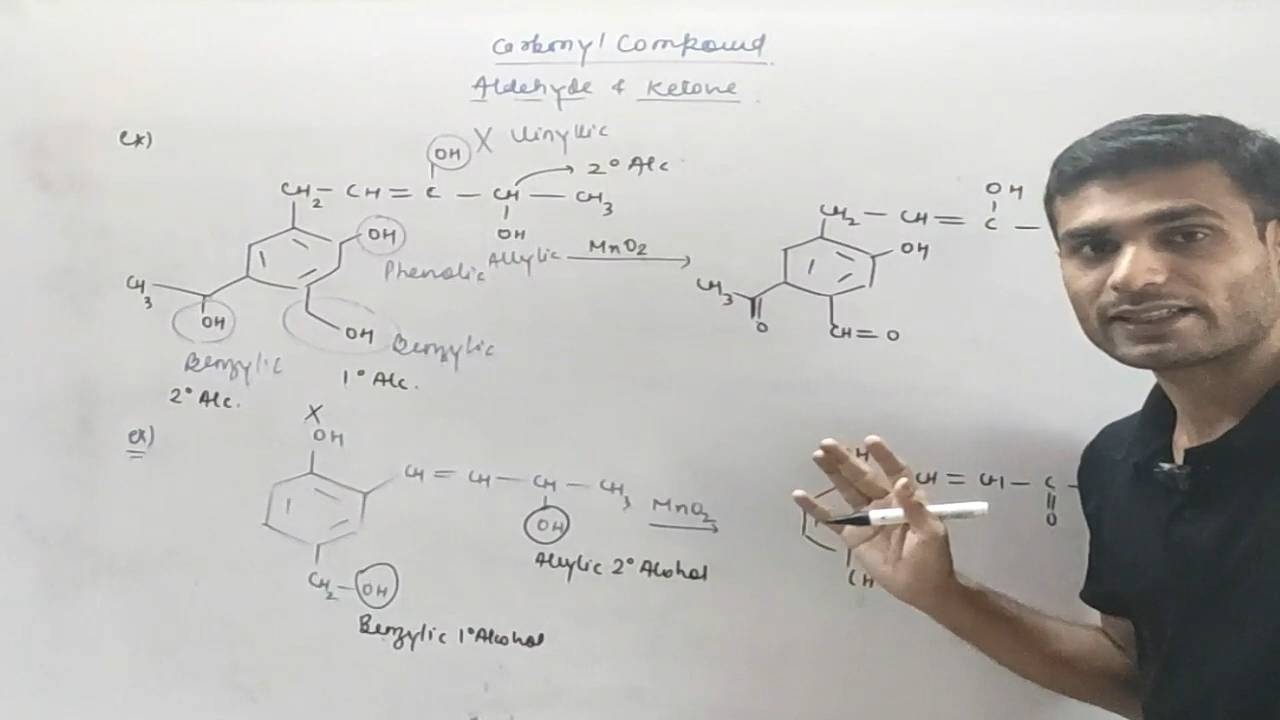 Carbonyl Compound
Aldehyde & Ketone
ex)
OH X Vinyllic
2° Alc
CH2 - CH = C - CH - CH3
OH
OH
Phenolic
Allylic
MnO2
CH3
OH
OH
Benzylic
Benzylic
1° Alc.
2° Alc.
OH
CH2 - CH = C -
OH
CH3
O
CH = O
ex)
X
OH
CH = CH - CH - CH3
OH
MnO2
Allylic 2° Alcohol
CH2 - OH
Benzylic 1° Alcohol
H
CH = CH - C -
O
CH